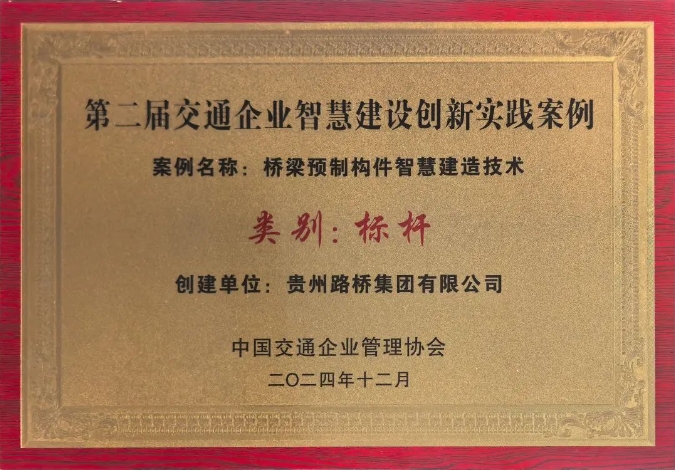 第二届交通企业智慧建设创新实践案例
案例名称：桥梁预制构件智慧建造技术
类别：标杆
创建单位：贵州路桥集团有限公司
中国交通企业管理协会
二〇二四年十二月